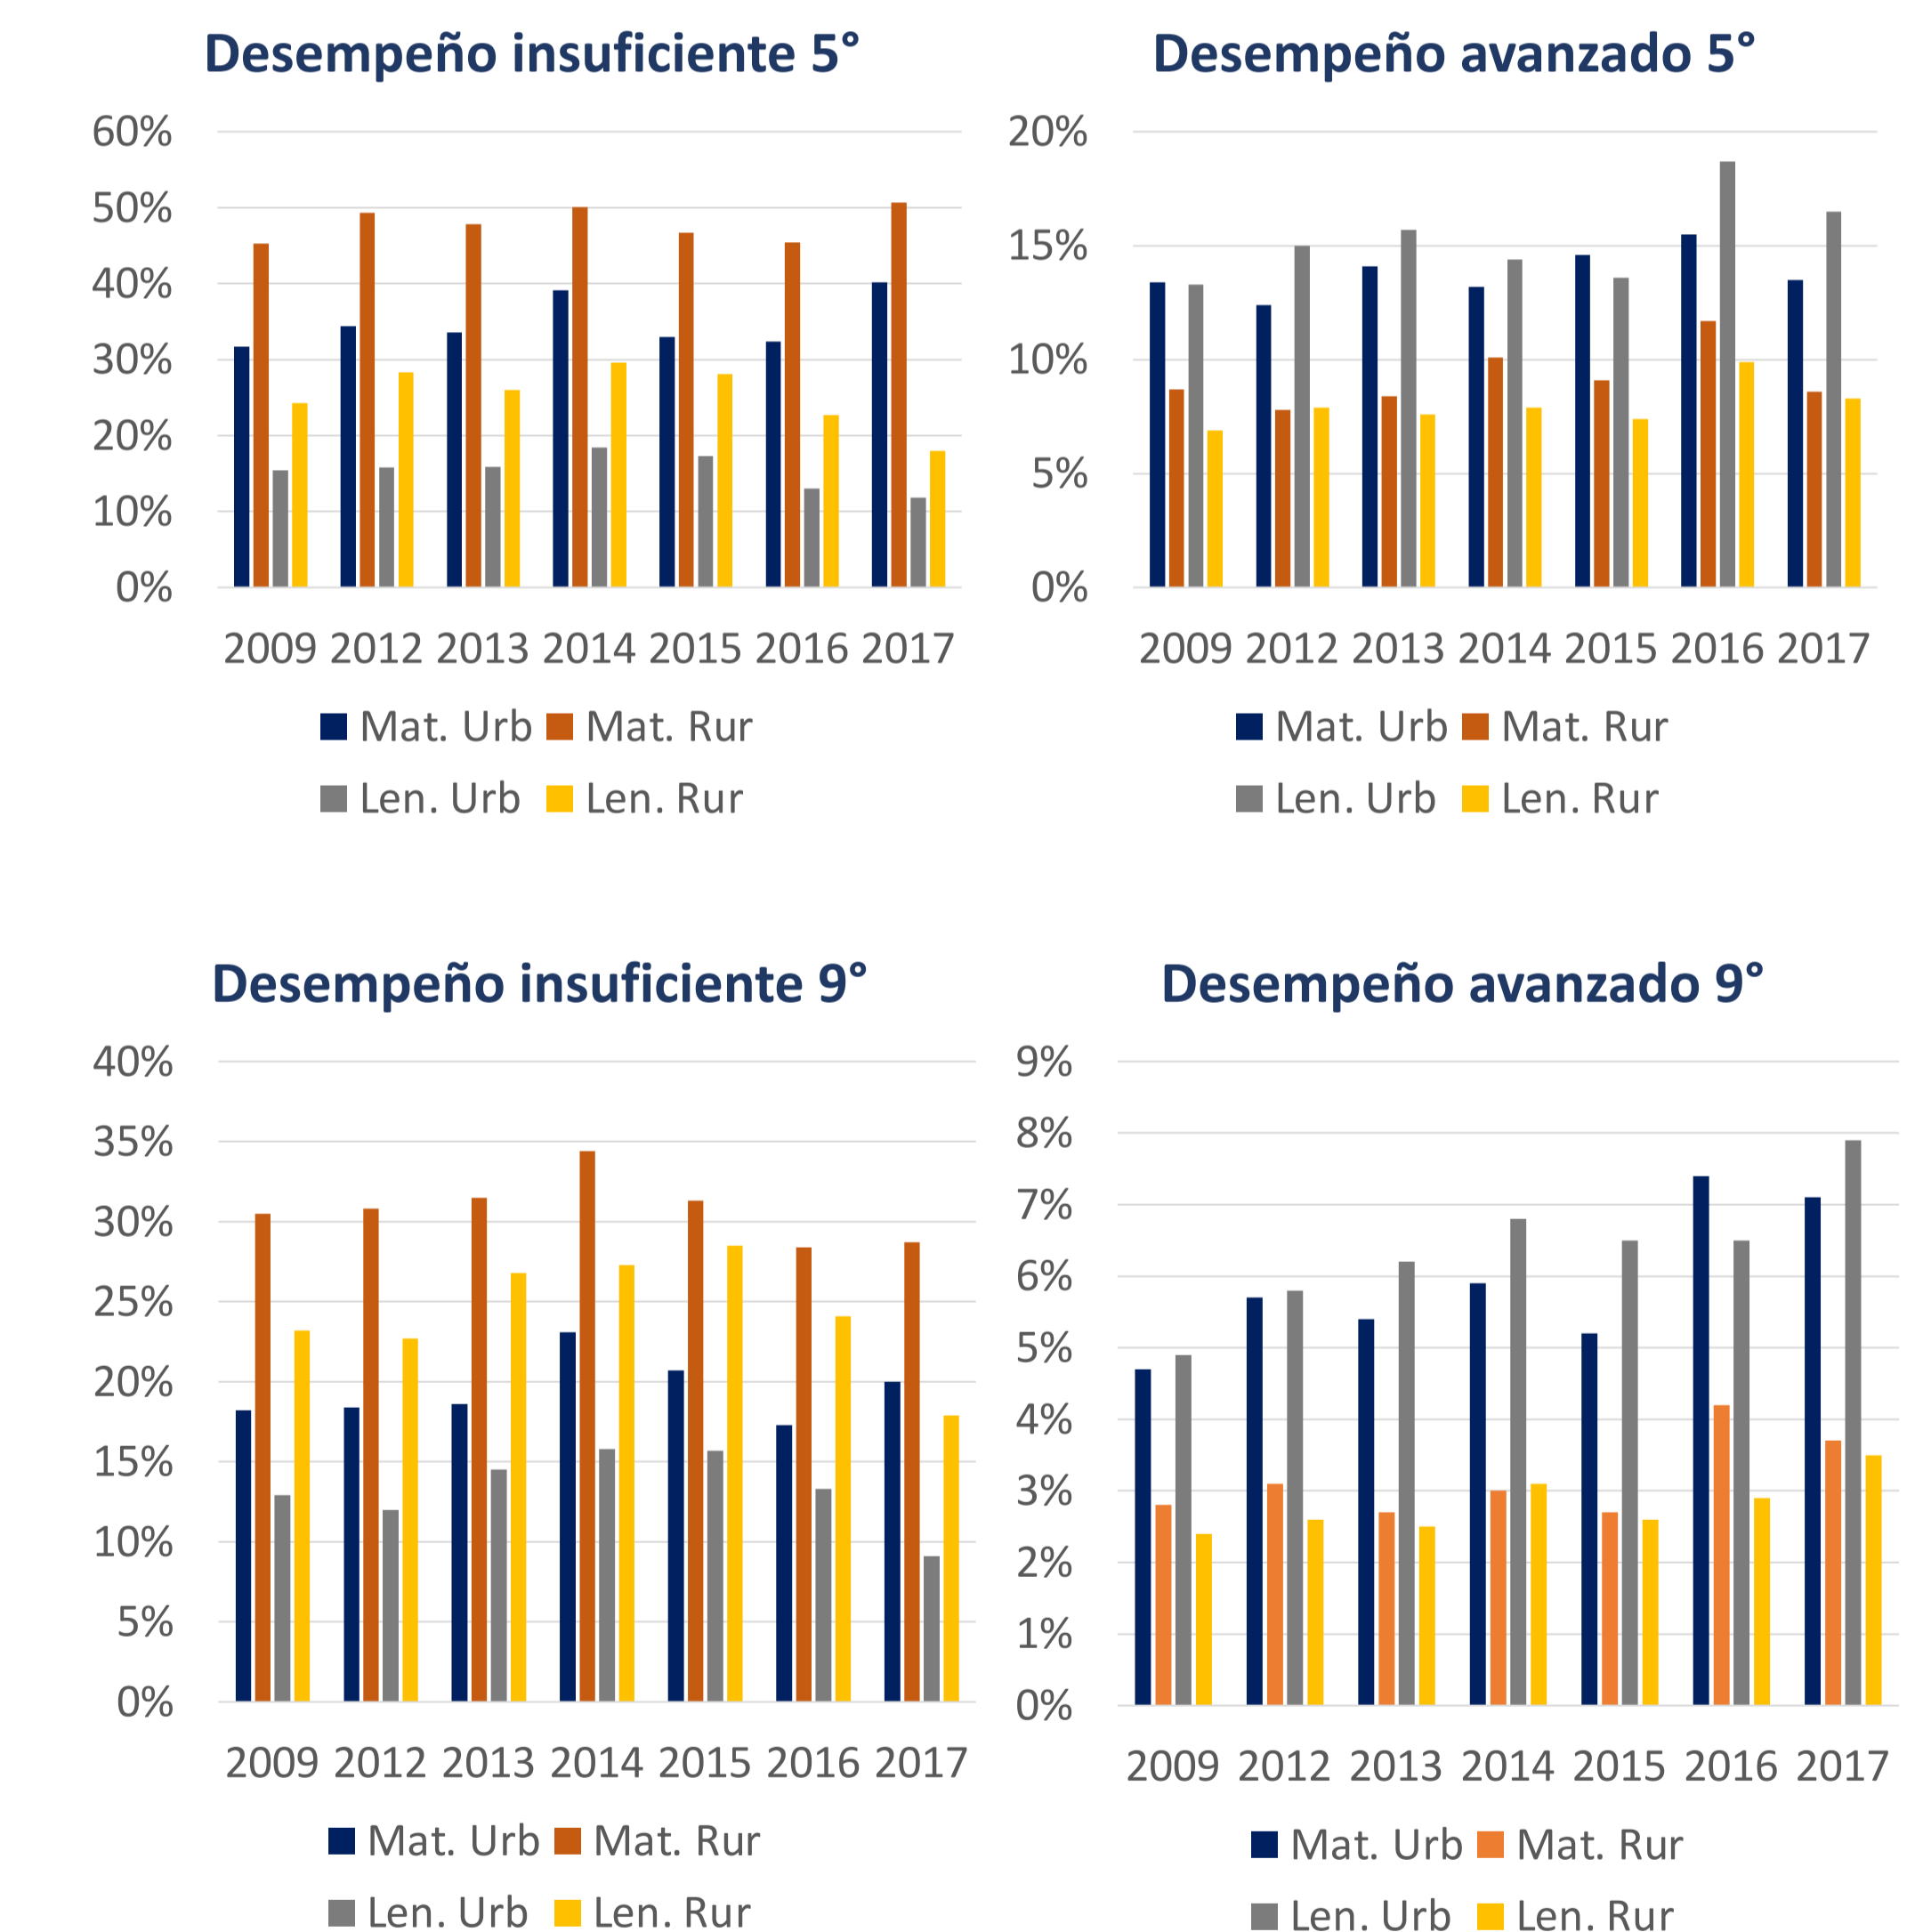 Desempeño insuficiente 5°
60%
50%
40%
30%
20%
10%
0%
2009 2012 2013 2014 2015 2016 2017
Mat. Urb Mat. Rur
Len. Urb Len. Rur
Desempeño avanzado 5°
20%
15%
10%
5%
0%
2009 2012 2013 2014 2015 2016 2017
Mat. Urb Mat. Rur
Len. Urb Len. Rur
Desempeño insuficiente 9°
40%
35%
30%
25%
20%
15%
10%
5%
0%
2009 2012 2013 2014 2015 2016 2017
Mat. Urb Mat. Rur
Len. Urb Len. Rur
Desempeño avanzado 9°
9%
8%
7%
6%
5%
4%
3%
2%
1%
0%
2009 2012 2013 2014 2015 2016 2017
Mat. Urb Mat. Rur
Len. Urb Len. Rur